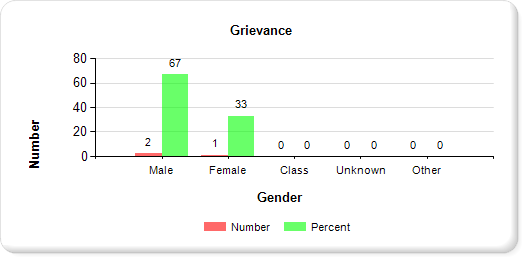 Grievance
80
60
40
20
0
Number
2 67 1 33 0 0 0 0 0 0
Male Female Class Unknown Other
Gender
Number Percent